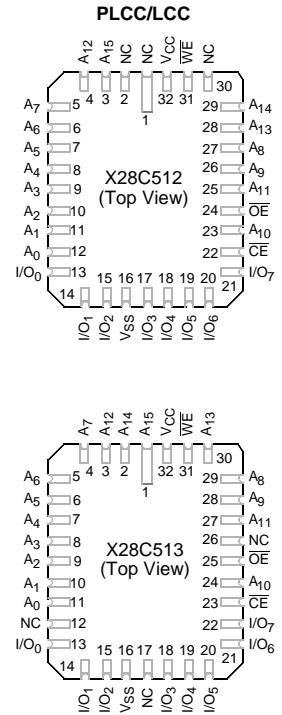 PLCC/LCC
A12 A15 NC NC VCC WE NC
4 3 2 32 31 30
1
A7 5 29 A14
A6 6 28 A13
A5 7 27 A8
A4 8 26 A9
A3 9 25 A11
A2 10 24 OE
A1 11 23 A10
A0 12 22 CE
I/O0 13 21 I/O7
X28C512
(Top View)
14 15 16 17 18 19 20
I/O1 I/O2 VSS I/O3 I/O4 I/O5 I/O6
A7 A12 A14 A15 VCC WE A13
4 3 2 32 31 30
1
A6 5 29 A8
A5 6 28 A9
A4 7 27 A11
A3 8 26 NC
A2 9 25 OE
A1 10 24 A10
A0 11 23 CE
NC 12 22 I/O7
I/O0 13 21 I/O6
X28C513
(Top View)
14 15 16 17 18 19 20
I/O1 I/O2 VSS NC I/O3 I/O4 I/O5